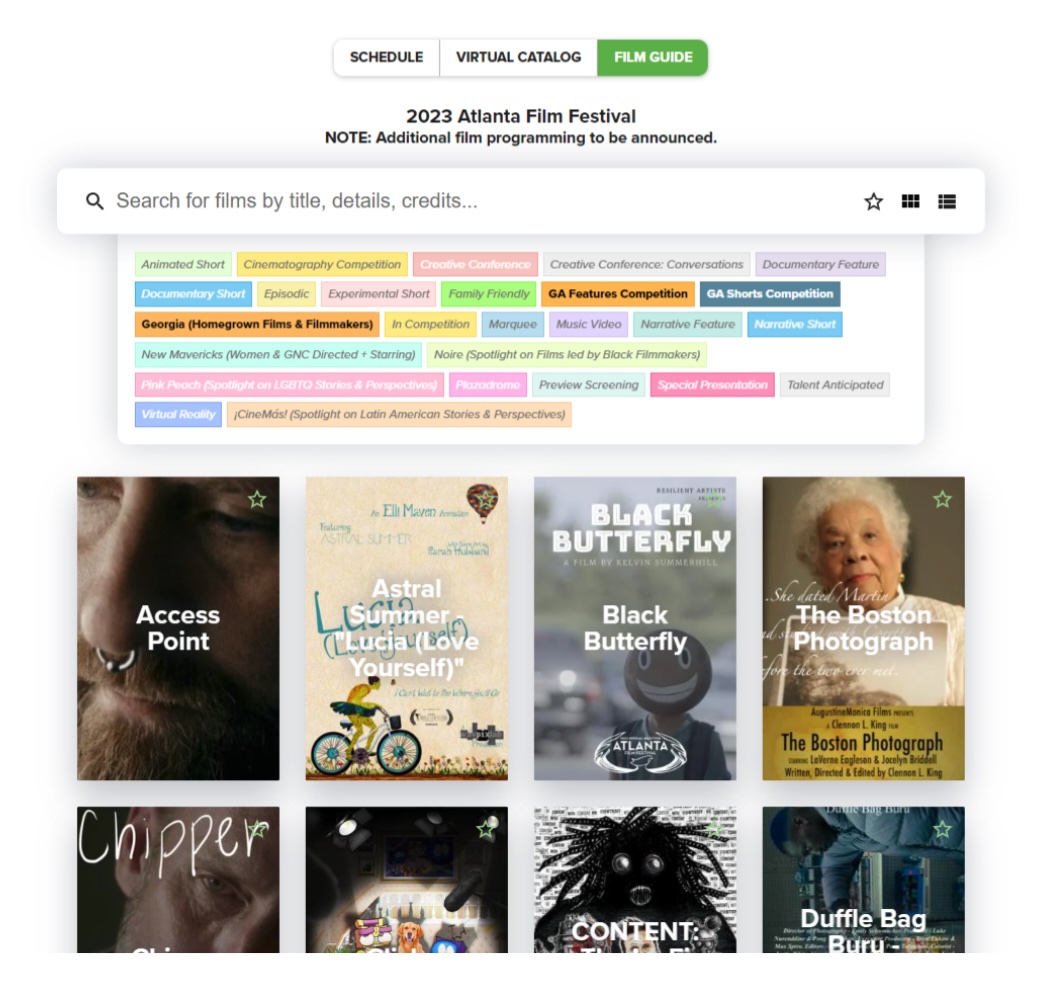 SCHEDULE VIRTUAL CATALOG FILM GUIDE
2023 Atlanta Film Festival
NOTE: Additional film programming to be announced.
Search for films by title, details, credits...
Animated Short Cinematography Competition Creative Conference Creative Conference: Conversations Documentary Feature
Documentary Short Episodic Experimental Short Family Friendly GA Features Competition GA Shorts Competition
Georgia (Homegrown Films & Filmmakers) In Competition Marquee Music Video Narrative Feature Narrative Short
New Mavericks (Women & GNC Directed + Starring) Noire (Spotlight on Films led by Black Filmmakers)
Pink Peach (Spotlight on LGBTQ Stories & Perspectives) Plazadrome Preview Screening Special Presentation Talent Anticipated
Virtual Reality ¡CineMás! (Spotlight on Latin American Stories & Perspectives)
Access
Point
An Elli Maven Animation
Featuring
ASTRAL SUMMER
Lucia
(Love Yourself)
Astral
Summer -
"Lucia (Love
Yourself)"
RESILIENT ARTISTS
BLACK
BUTTERFLY
A FILM BY KELVIN SUMMERHILL
Black
Butterfly
ATLANTA
FILM FESTIVAL
...She dated Martin
before the two ever met...
The Boston
Photograph
AugustineMonica Films PRESENTS
A Clennon L. King FILM
The Boston Photograph
STARRING LaVerne Eagleson & Jocelyn Briddell
Written, Directed & Edited by Clennon L. King
Chipper
CONTENT:
Duffle Bag Buru
Duffle Bag
Buru -